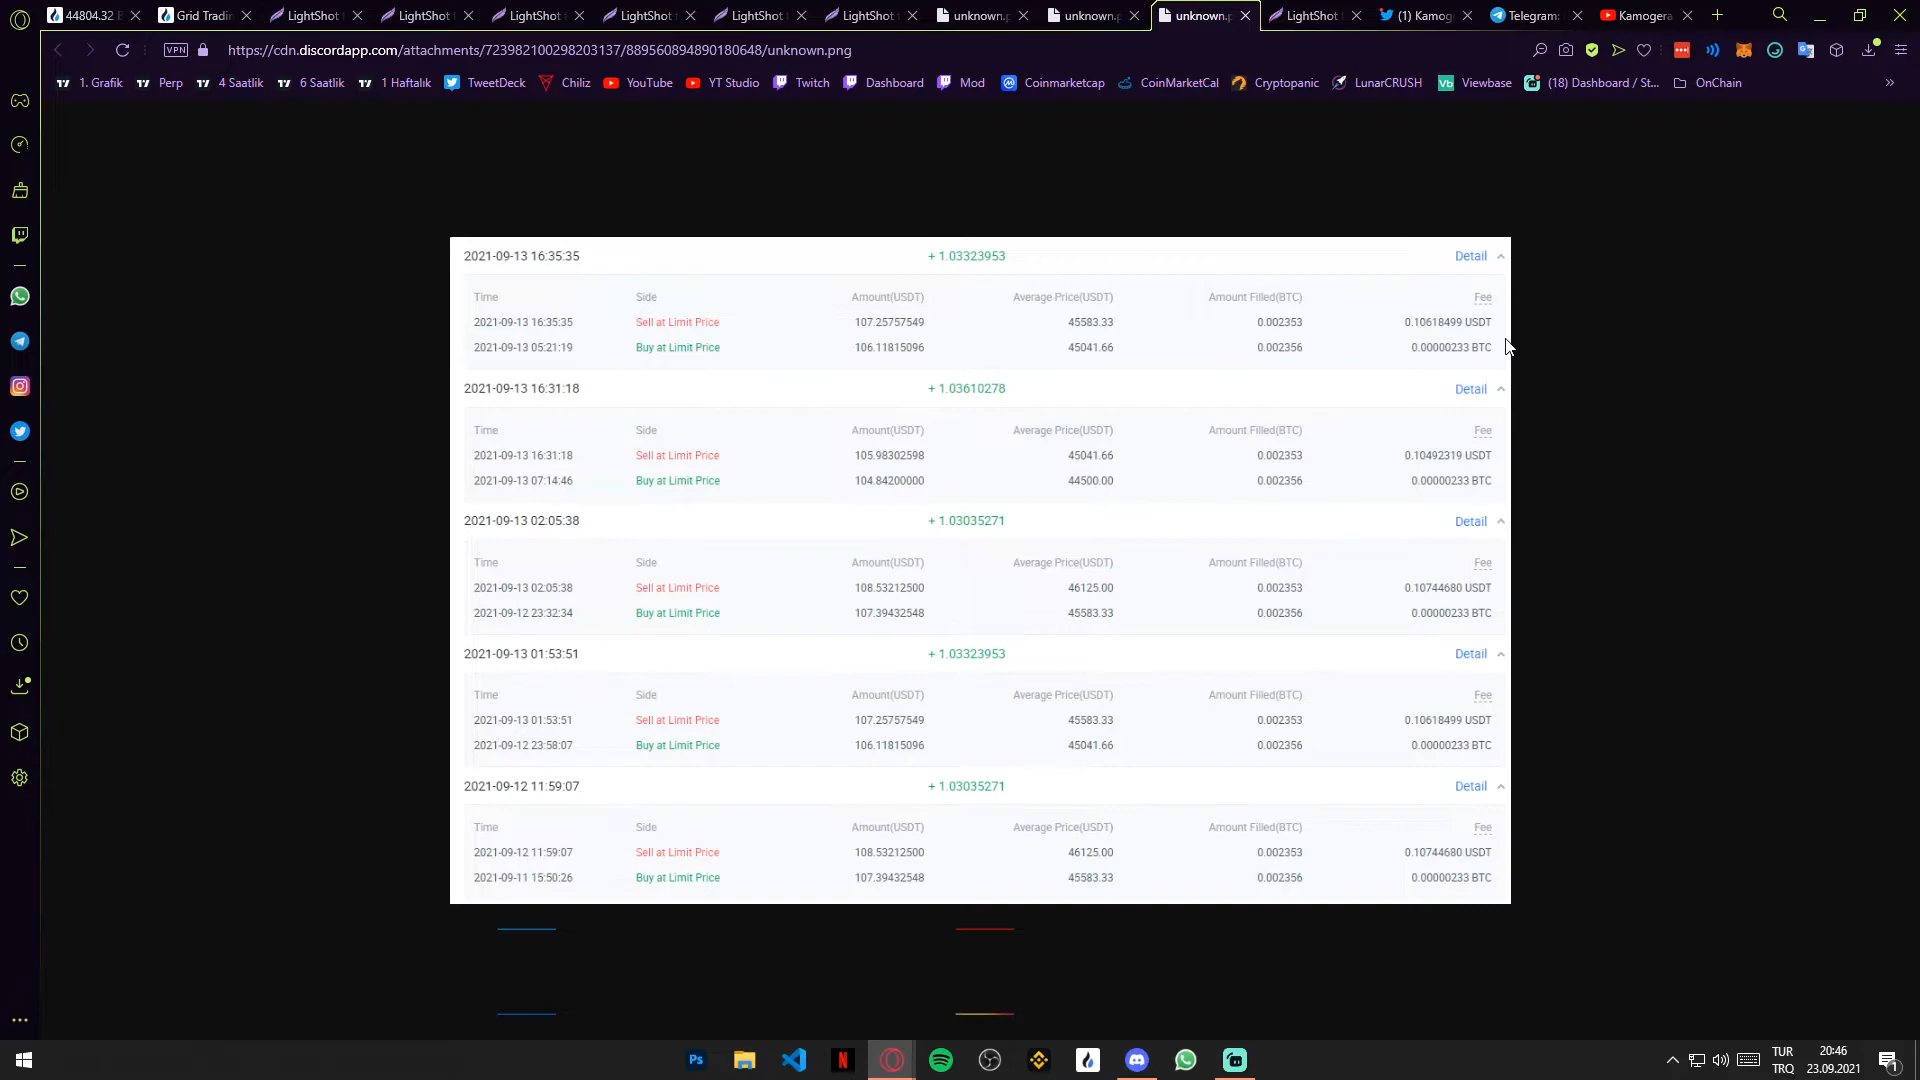 44804.32
Grid Tradin
LightShot
LightShot
LightShot
LightShot
LightShot
LightShot
unknown.p
unknown.p
unknown.p
LightShot
(1) Kamog
Telegram:
Kamogera
VPN
https://cdn.discordapp.com/attachments/723982100298203137/889560894890180648/unknown.png
1. Grafik
Perp
4 Saatlik
6 Saatlik
1 Haftalık
TweetDeck
Chiliz
YouTube
YT Studio
Twitch
Dashboard
Mod
Coinmarketcap
CoinMarketCal
Cryptopanic
LunarCRUSH
Vb Viewbase
(18) Dashboard / St...
OnChain
2021-09-13 16:35:35 + 1.03323953 Detail
Time Side Amount(USDT) Average Price(USDT) Amount Filled(BTC) Fee
2021-09-13 16:35:35 Sell at Limit Price 107.25757549 45583.33 0.002353 0.10618499 USDT
2021-09-13 05:21:19 Buy at Limit Price 106.11815096 45041.66 0.002356 0.00000233 BTC
2021-09-13 16:31:18 + 1.03610278 Detail
Time Side Amount(USDT) Average Price(USDT) Amount Filled(BTC) Fee
2021-09-13 16:31:18 Sell at Limit Price 105.98302598 45041.66 0.002353 0.10492319 USDT
2021-09-13 07:14:46 Buy at Limit Price 104.84200000 44500.00 0.002356 0.00000233 BTC
2021-09-13 02:05:38 + 1.03035271 Detail
Time Side Amount(USDT) Average Price(USDT) Amount Filled(BTC) Fee
2021-09-13 02:05:38 Sell at Limit Price 108.53212500 46125.00 0.002353 0.10744680 USDT
2021-09-12 23:32:34 Buy at Limit Price 107.39432548 45583.33 0.002356 0.00000233 BTC
2021-09-13 01:53:51 + 1.03323953 Detail
Time Side Amount(USDT) Average Price(USDT) Amount Filled(BTC) Fee
2021-09-13 01:53:51 Sell at Limit Price 107.25757549 45583.33 0.002353 0.10618499 USDT
2021-09-12 23:58:07 Buy at Limit Price 106.11815096 45041.66 0.002356 0.00000233 BTC
2021-09-12 11:59:07 + 1.03035271 Detail
Time Side Amount(USDT) Average Price(USDT) Amount Filled(BTC) Fee
2021-09-12 11:59:07 Sell at Limit Price 108.53212500 46125.00 0.002353 0.10744680 USDT
2021-09-11 15:50:26 Buy at Limit Price 107.39432548 45583.33 0.002356 0.00000233 BTC
Ps
N
TUR
TRQ
20:46
23.09.2021
1